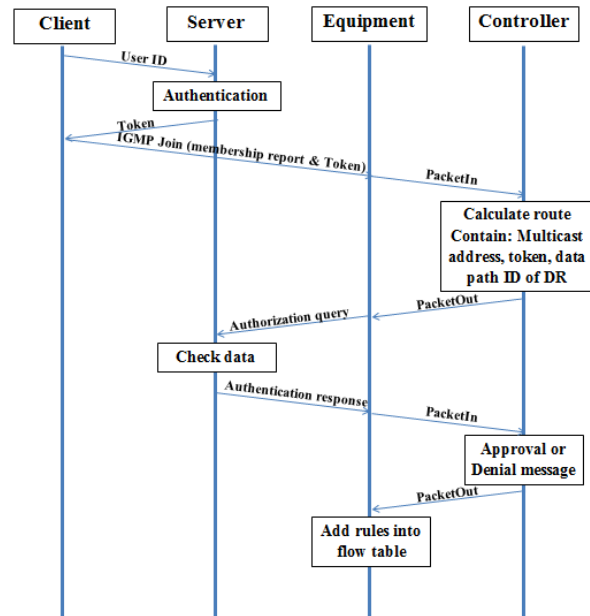 Client
Server
Equipment
Controller
User ID
Authentication
Token
IGMP Join (membership report & Token)
PacketIn
Calculate route
Contain: Multicast
address, token, data
path ID of DR
PacketOut
Authorization query
Check data
Authentication response
PacketIn
Approval or
Denial message
PacketOut
Add rules into
flow table